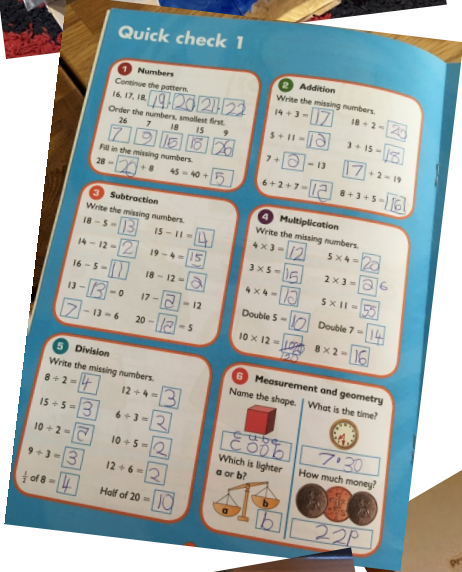 Quick check 1
1 Numbers
Continue the pattern.
16, 17, 18, 19 20 21 22
Order the numbers, smallest first.
26 7 18 15 9
7 9 15 18 26
Fill in the missing numbers.
28 = 20 + 8 45 = 40 + 5
2 Addition
Write the missing numbers.
14 + 3 = 17 18 + 2 = 20
5 + 11 = 3 + 15 = 18
7 + = 13 17 + 2 = 19
6 + 2 + 7 = 8 + 3 + 5 = 16
3 Subtraction
Write the missing numbers.
18 − 5 = 13 15 − 11 = 4
14 − 12 = 2 19 − 4 = 15
16 − 5 = 11 18 − 12 =
13 − 13 = 0 17 − = 12
7 − 13 = 6 20 − = 5
4 Multiplication
Write the missing numbers.
4 × 3 = 12 5 × 4 = 20
3 × 5 = 15 2 × 3 = 6
4 × 4 = 5 × 11 = 55
Double 5 = 10 Double 7 = 14
10 × 12 = 8 × 2 = 16
5 Division
Write the missing numbers.
8 ÷ 2 = 4 12 ÷ 4 = 3
15 ÷ 5 = 3 6 ÷ 3 = 2
10 ÷ 2 = 10 ÷ 5 = 2
9 ÷ 3 = 3 12 ÷ 6 = 2
½ of 8 = 4 Half of 20 = 10
6 Measurement and geometry
Name the shape.
cube
What is the time?
7:30
Which is lighter
a or b?
a b
b
How much money?
22p